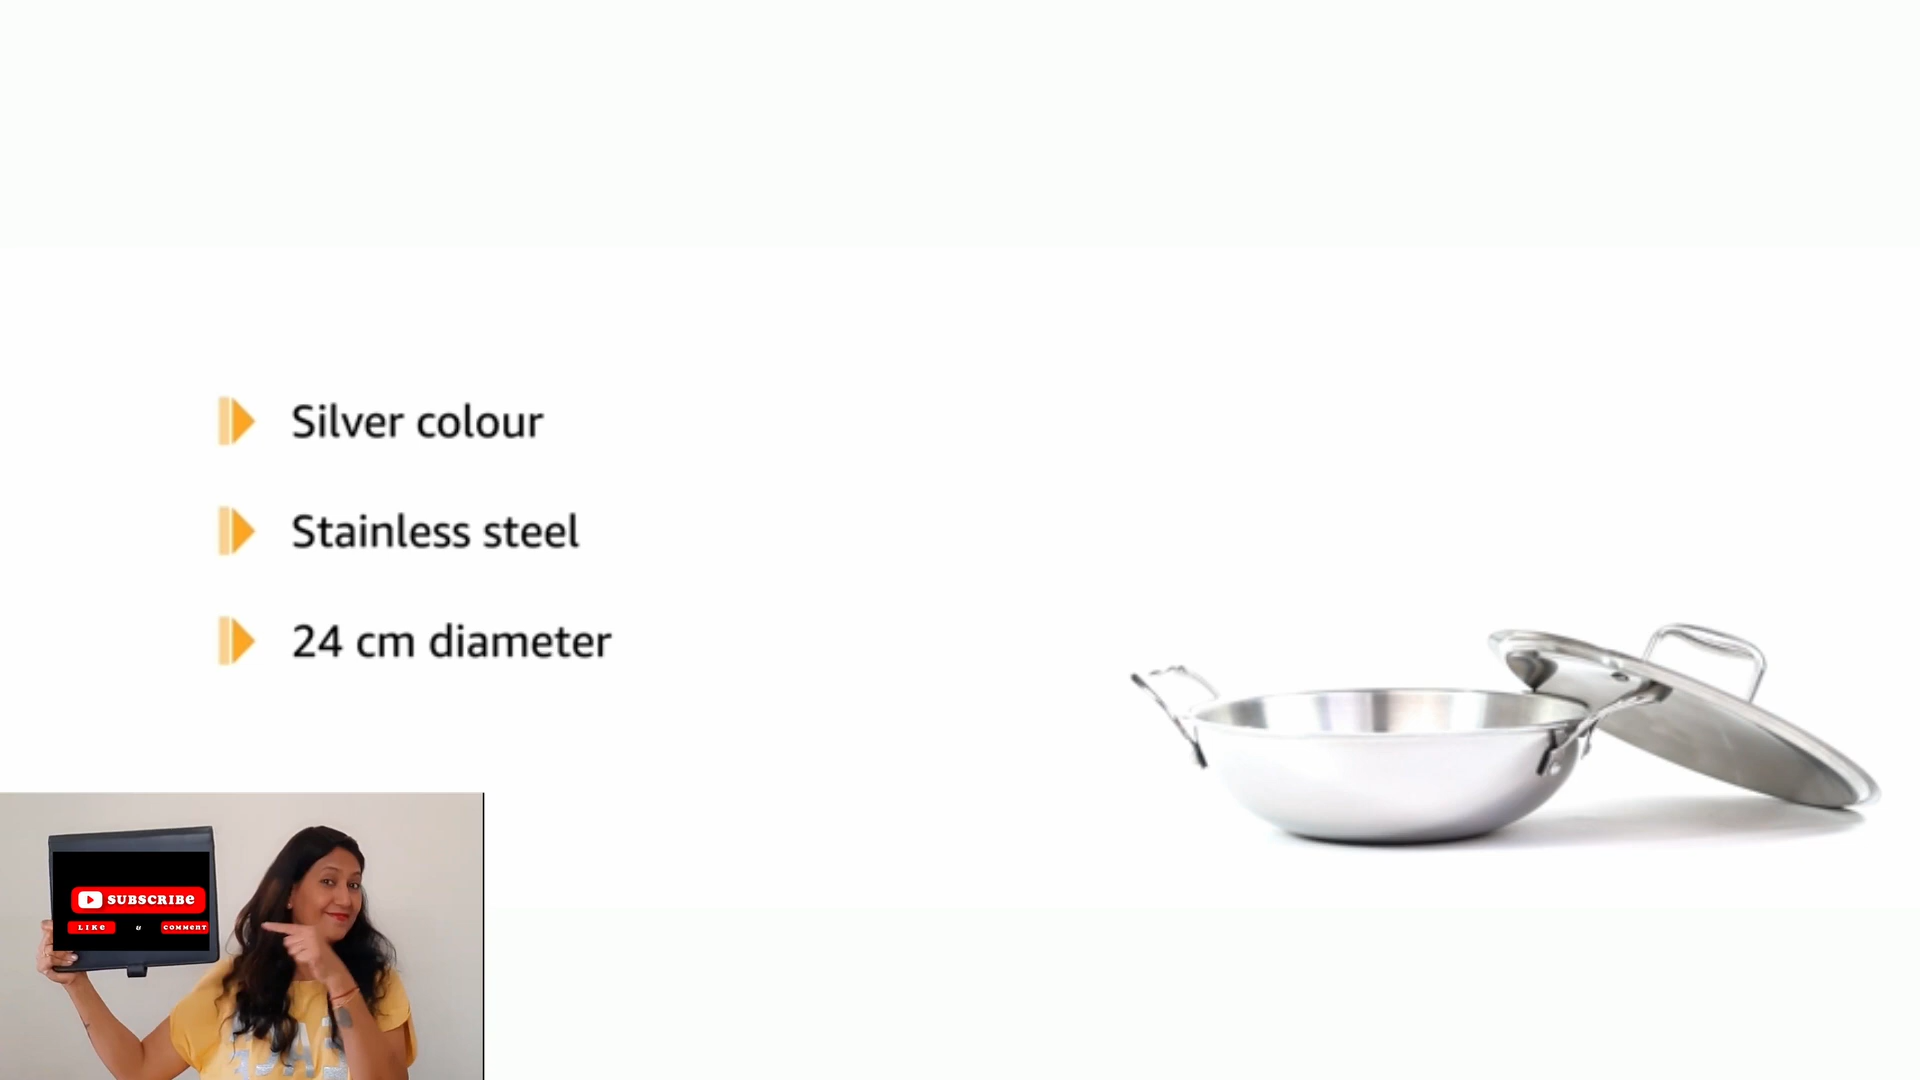 Silver colour
Stainless steel
24 cm diameter
SUBSCRIBe
LIKe & COMMENT